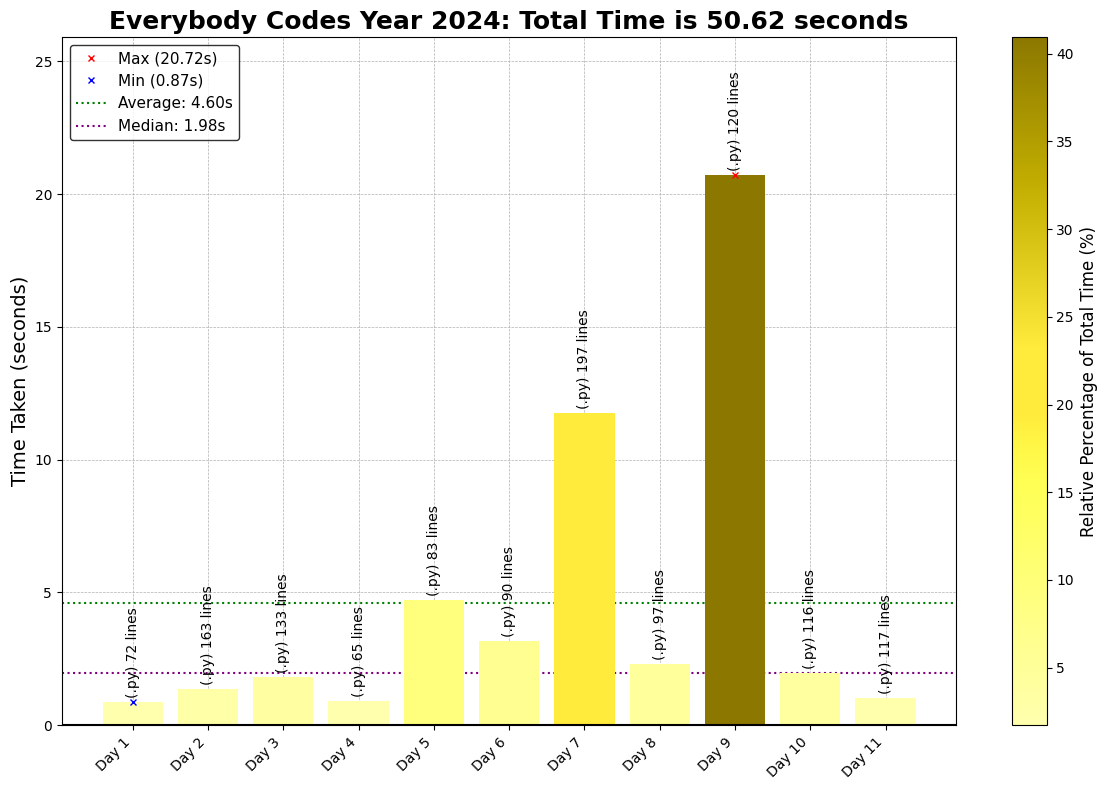 Everybody Codes Year 2024: Total Time is 50.62 seconds
Max (20.72s)
Min (0.87s)
Average: 4.60s
Median: 1.98s
Time Taken (seconds)
25
20
15
10
5
0
(.py) 72 lines
(.py) 163 lines
(.py) 133 lines
(.py) 65 lines
(.py) 83 lines
(.py) 90 lines
(.py) 197 lines
(.py) 97 lines
(.py) 120 lines
(.py) 116 lines
(.py) 117 lines
Day 1
Day 2
Day 3
Day 4
Day 5
Day 6
Day 7
Day 8
Day 9
Day 10
Day 11
40
35
30
25
20
15
10
5
Relative Percentage of Total Time (%)